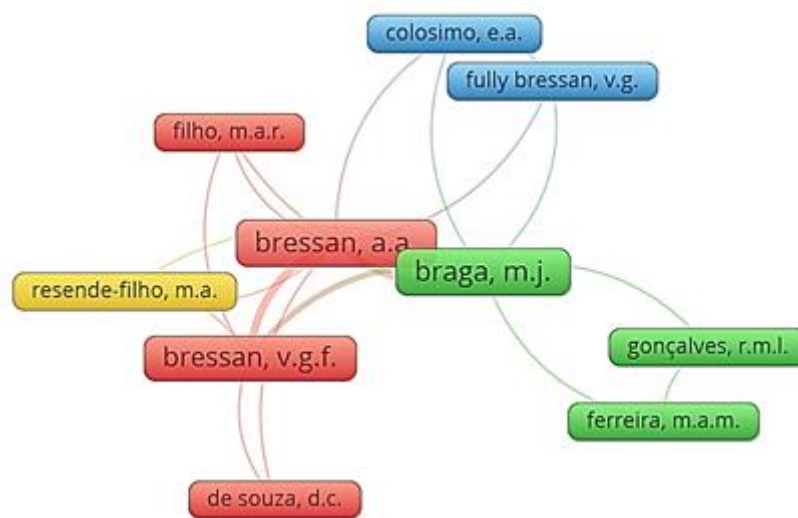 colosimo, e.a.
fully bressan, v.g.
filho, m.a.r.
bressan, a.a
braga, m.j.
resende-filho, m.a.
bressan, v.g.f.
gonçalves, r.m.l.
ferreira, m.a.m.
de souza, d.c.